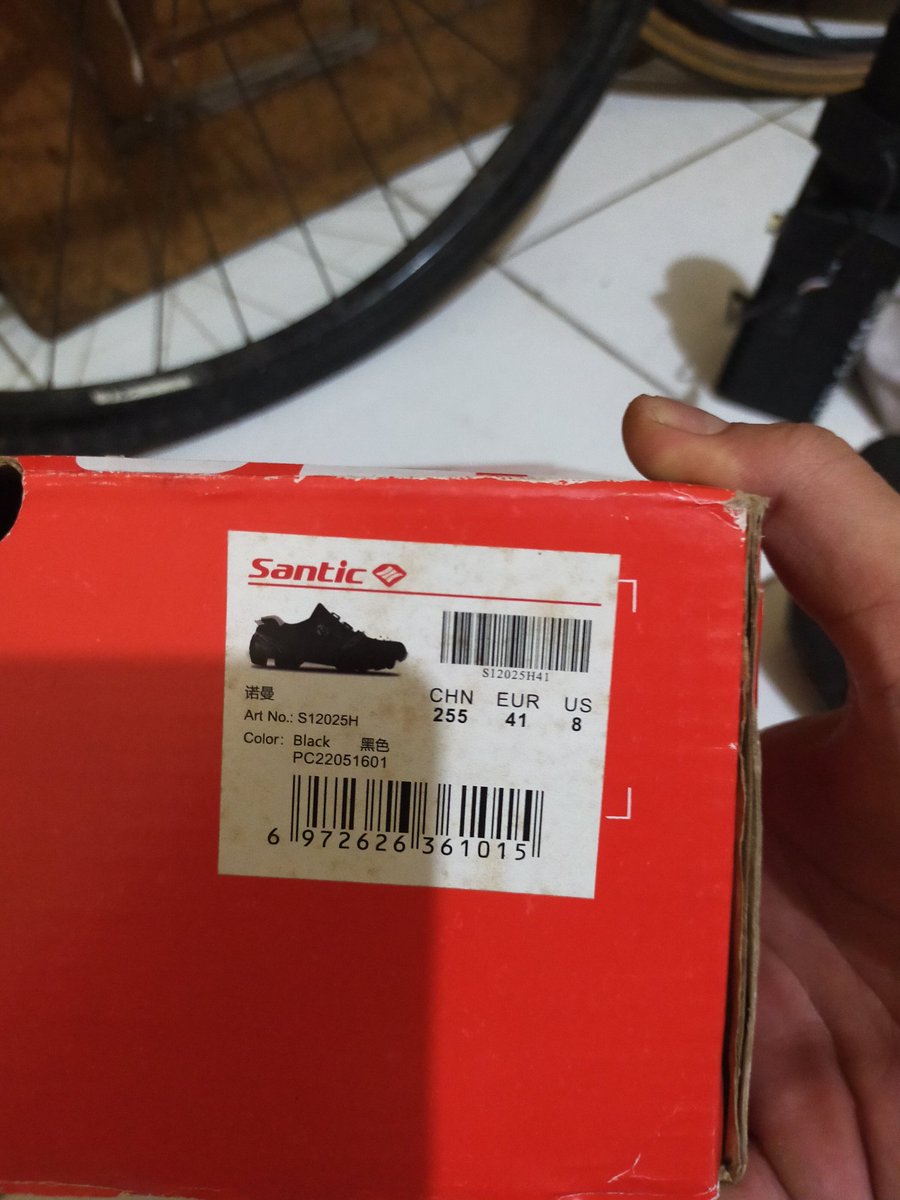 Santic
S12025H41
诺曼
CHN EUR US
255 41 8
Art No.: S12025H
Color: Black 黑色
PC22051601
6 972626 361015